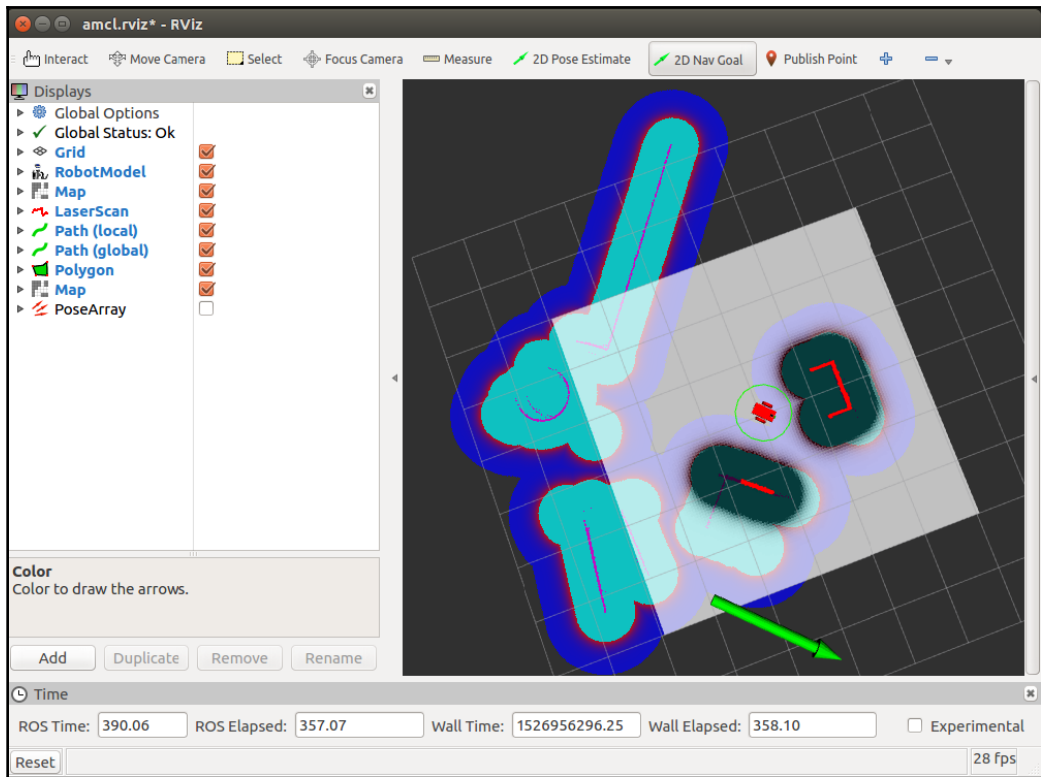 amcl.rviz* - RViz
Interact Move Camera Select Focus Camera Measure 2D Pose Estimate 2D Nav Goal Publish Point
Displays
Global Options
Global Status: Ok
Grid
RobotModel
Map
LaserScan
Path (local)
Path (global)
Polygon
Map
PoseArray
Color
Color to draw the arrows.
Add Duplicate Remove Rename
Time
ROS Time: 390.06 ROS Elapsed: 357.07 Wall Time: 1526956296.25 Wall Elapsed: 358.10 Experimental
Reset 28 fps